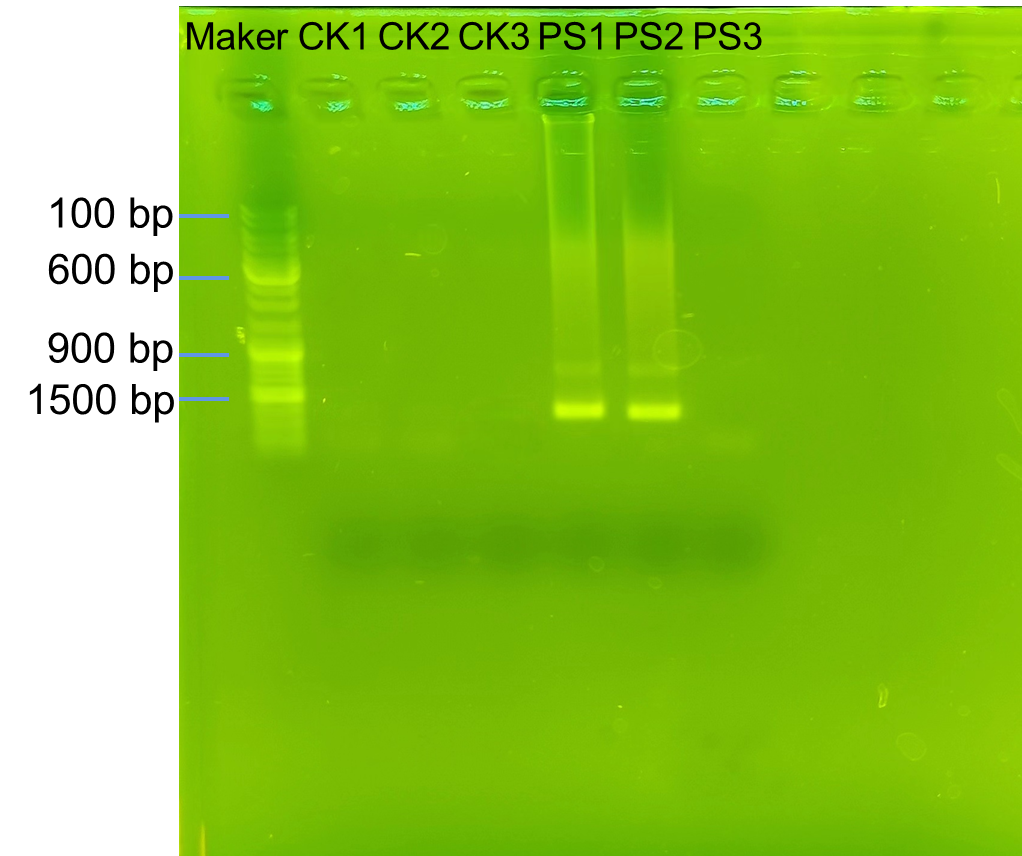 Maker CK1 CK2 CK3 PS1 PS2 PS3
100 bp
600 bp
900 bp
1500 bp